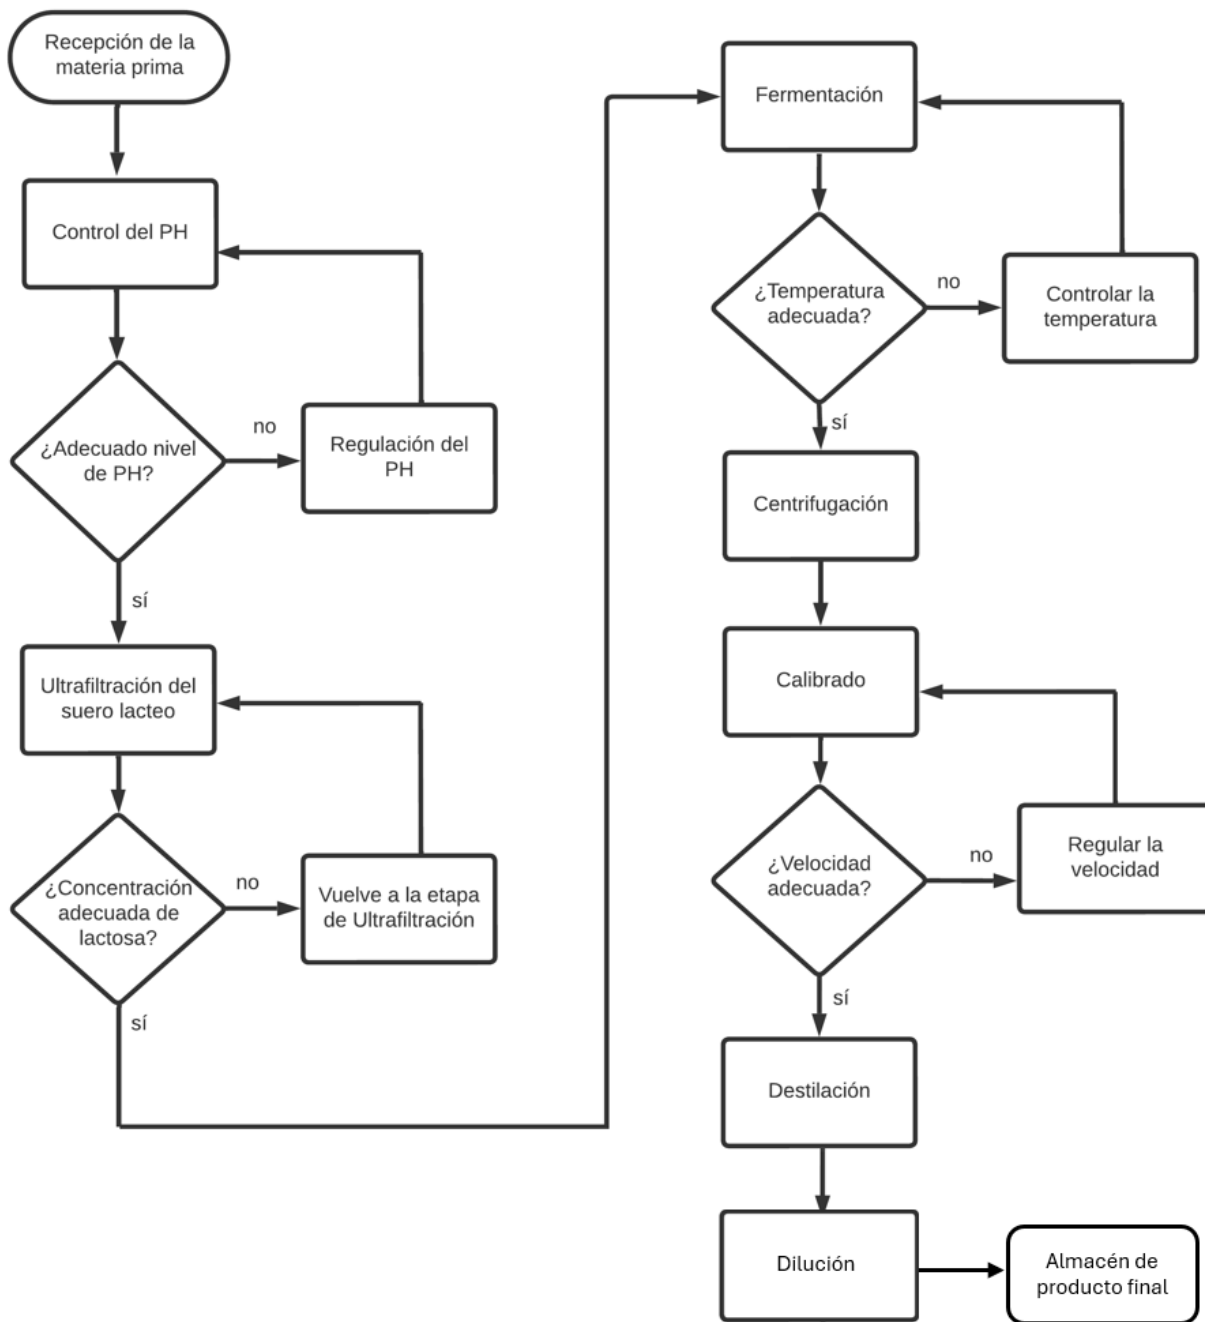 Recepción de la
materia prima
Control del PH
¿Adecuado nivel
de PH?
no
Regulación del
PH
sí
Ultrafiltración del
suero lacteo
¿Concentración
adecuada de
lactosa?
no
Vuelve a la etapa
de Ultrafiltración
sí
Fermentación
¿Temperatura
adecuada?
no
Controlar la
temperatura
sí
Centrifugación
Calibrado
¿Velocidad
adecuada?
no
Regular la
velocidad
sí
Destilación
Dilución
Almacén de
producto final